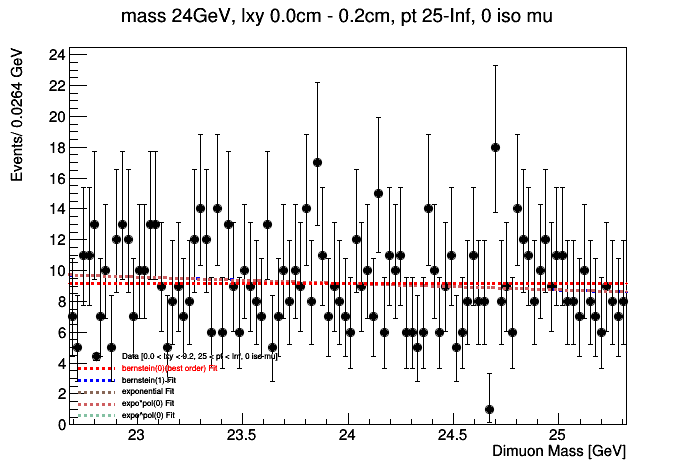 mass 24GeV, lxy 0.0cm - 0.2cm, pt 25-Inf, 0 iso mu
Events/ 0.0264 GeV
24
22
20
18
16
14
12
10
8
6
4
2
0
Data [0.0 < lxy < 0.2, 25 < pt < Inf, 0 iso mu]
bernstein(0)(best order) Fit
bernstein(1) Fit
exponential Fit
expo*pol(0) Fit
expo^pol(0) Fit
23 23.5 24 24.5 25
Dimuon Mass [GeV]